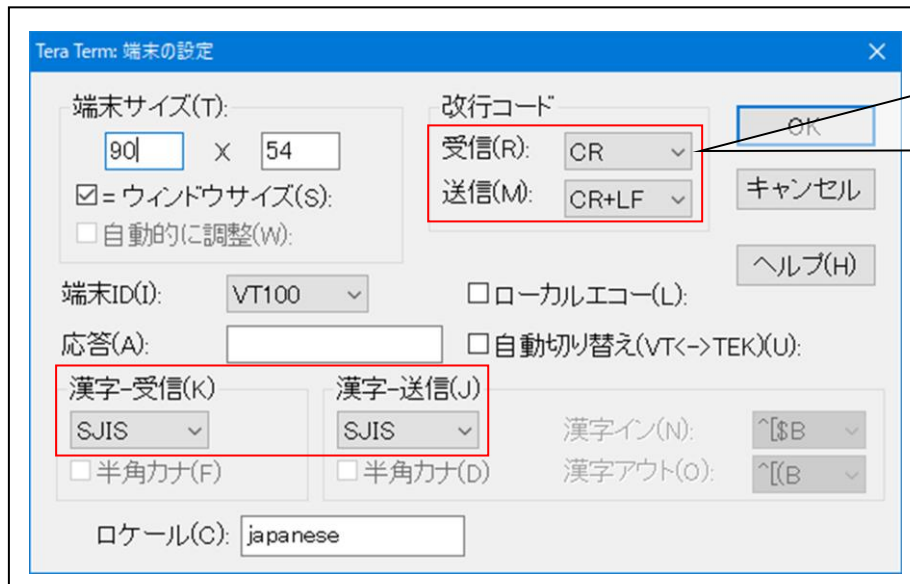 Tera Term: 端末の設定
端末サイズ(T):
90 X 54
=ウィンドウサイズ(S):
自動的に調整(W):
改行コード
受信(R): CR
送信(M): CR+LF
OK
キャンセル
ヘルプ(H)
端末ID(I): VT100
ローカルエコー(L):
応答(A):
自動切り替え(VT<->TEK)(U):
漢字-受信(K)
SJIS
半角カナ(F)
漢字-送信(J)
SJIS
半角カナ(D)
漢字イン(N): ^[$B
漢字アウト(O): ^[(B
ロケール(C): japanese